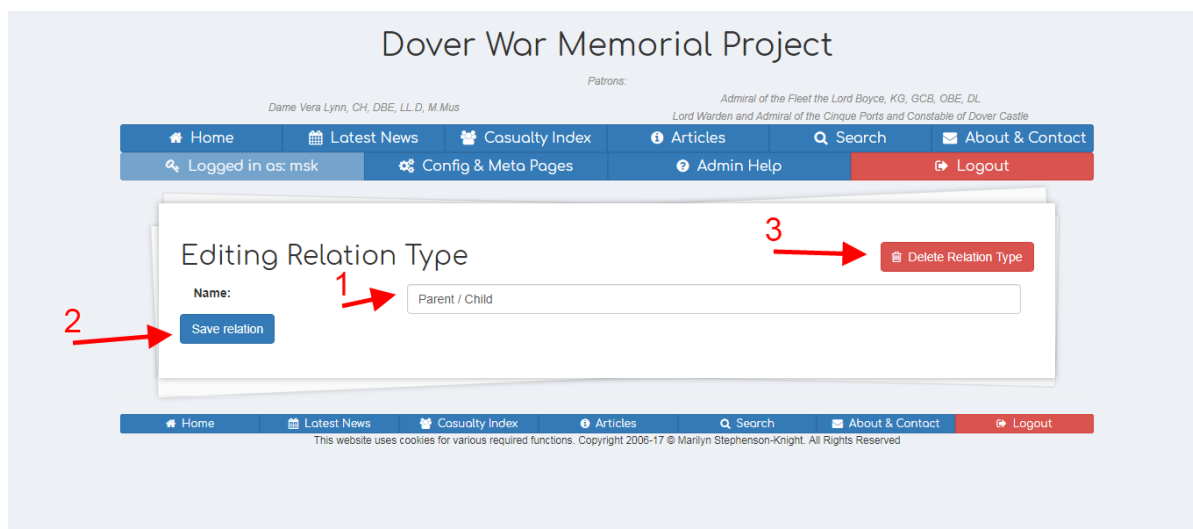 Dover War Memorial Project
Patrons:
Dame Vera Lynn, CH, DBE, LL.D, M.Mus
Admiral of the Fleet the Lord Boyce, KG, GCB, OBE, DL
Lord Warden and Admiral of the Cinque Ports and Constable of Dover Castle
Home Latest News Casualty Index Articles Search About & Contact
Logged in as: msk Config & Meta Pages Admin Help Logout
3
Editing Relation Type Delete Relation Type
1
Name: Parent / Child
2
Save relation
Home Latest News Casualty Index Articles Search About & Contact Logout
This website uses cookies for various required functions. Copyright 2006-17 © Marilyn Stephenson-Knight. All Rights Reserved